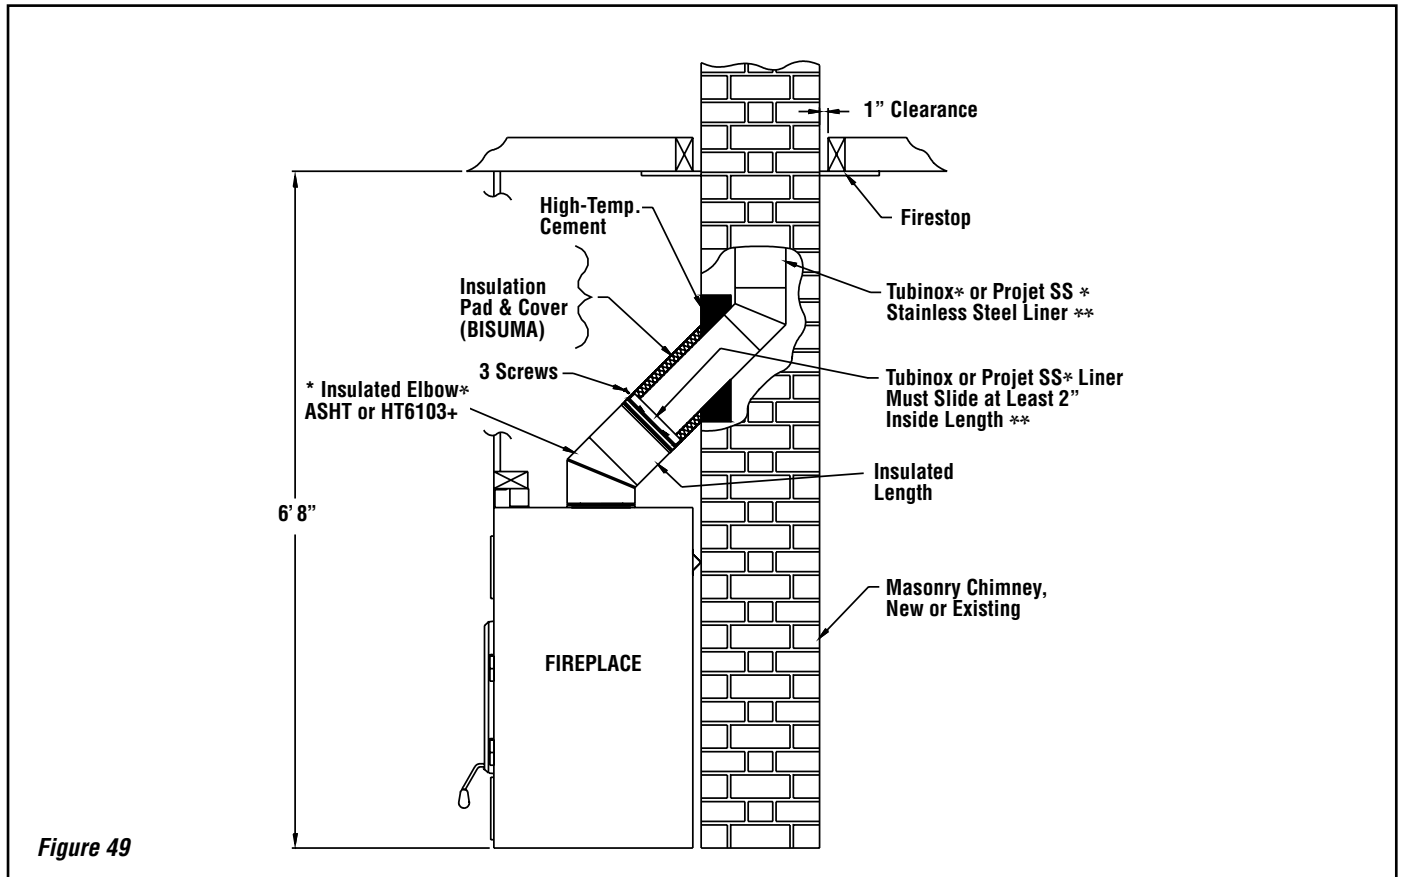 1” Clearance
High-Temp.
Cement
Firestop
Insulation
Pad & Cover
(BISUMA)
Tubinox* or Projet SS *
Stainless Steel Liner **
3 Screws
* Insulated Elbow*
ASHT or HT6103+
Tubinox or Projet SS* Liner
Must Slide at Least 2”
Inside Length **
Insulated
Length
6’ 8”
Masonry Chimney,
New or Existing
FIREPLACE
Figure 49